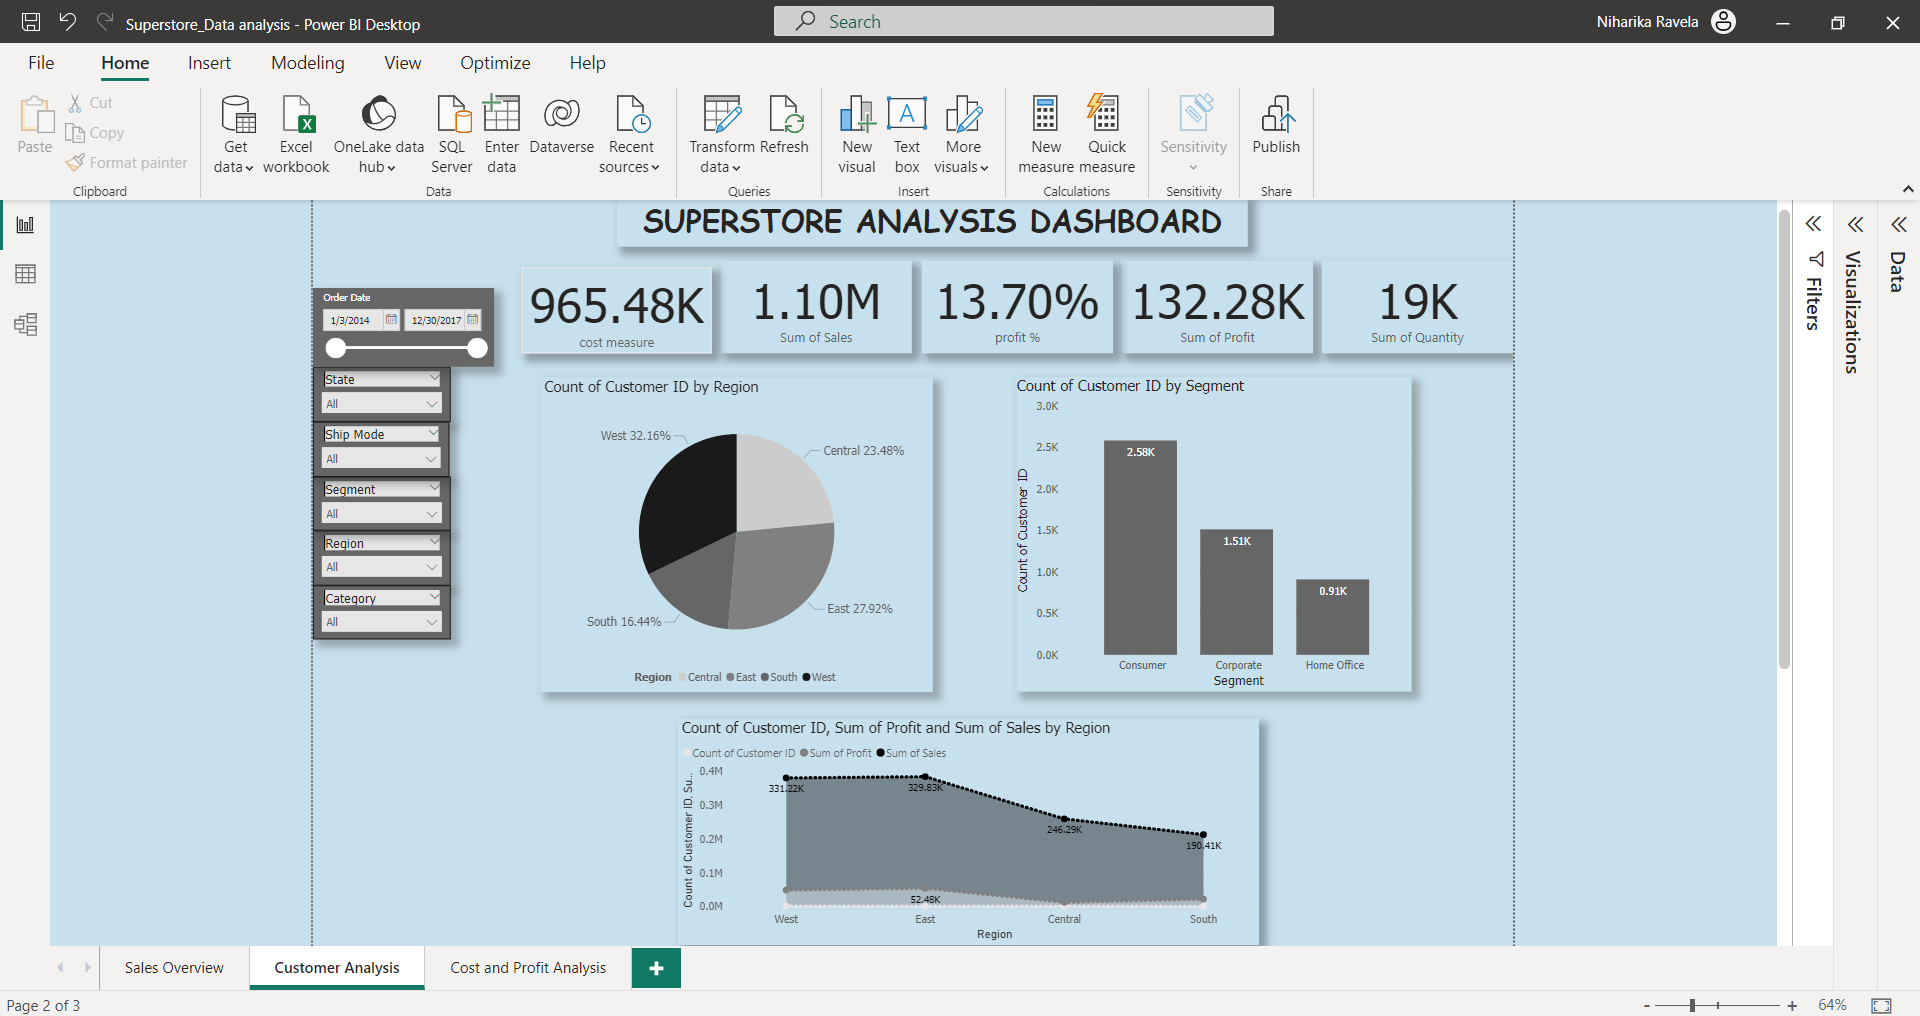 Superstore_Data analysis - Power BI Desktop
Search
Niharika Ravela
File Home Insert Modeling View Optimize Help
Paste
Cut
Copy
Format painter
Clipboard
Get data
Excel workbook
OneLake data hub
SQL Server
Enter data
Dataverse
Recent sources
Data
Transform data
Refresh
Queries
New visual
Text box
More visuals
Insert
New measure
Quick measure
Calculations
Sensitivity
Sensitivity
Publish
Share
SUPERSTORE ANALYSIS DASHBOARD
Order Date
1/3/2014 12/30/2017
State
All
Ship Mode
All
Segment
All
Region
All
Category
All
965.48K
cost measure
1.10M
Sum of Sales
13.70%
profit %
132.28K
Sum of Profit
19K
Sum of Quantity
Count of Customer ID by Region
West 32.16%
Central 23.48%
East 27.92%
South 16.44%
Region Central East South West
Count of Customer ID by Segment
Count of Customer ID
3.0K
2.5K
2.0K
1.5K
1.0K
0.5K
0.0K
2.58K
1.51K
0.91K
Consumer Corporate Home Office
Segment
Count of Customer ID, Sum of Profit and Sum of Sales by Region
Count of Customer ID Sum of Profit Sum of Sales
Count of Customer ID, Su...
0.4M
0.3M
0.2M
0.1M
0.0M
331.22K
329.83K
246.29K
190.41K
52.48K
West East Central South
Region
Filters
Visualizations
Data
Sales Overview Customer Analysis Cost and Profit Analysis +
Page 2 of 3
- + 64%